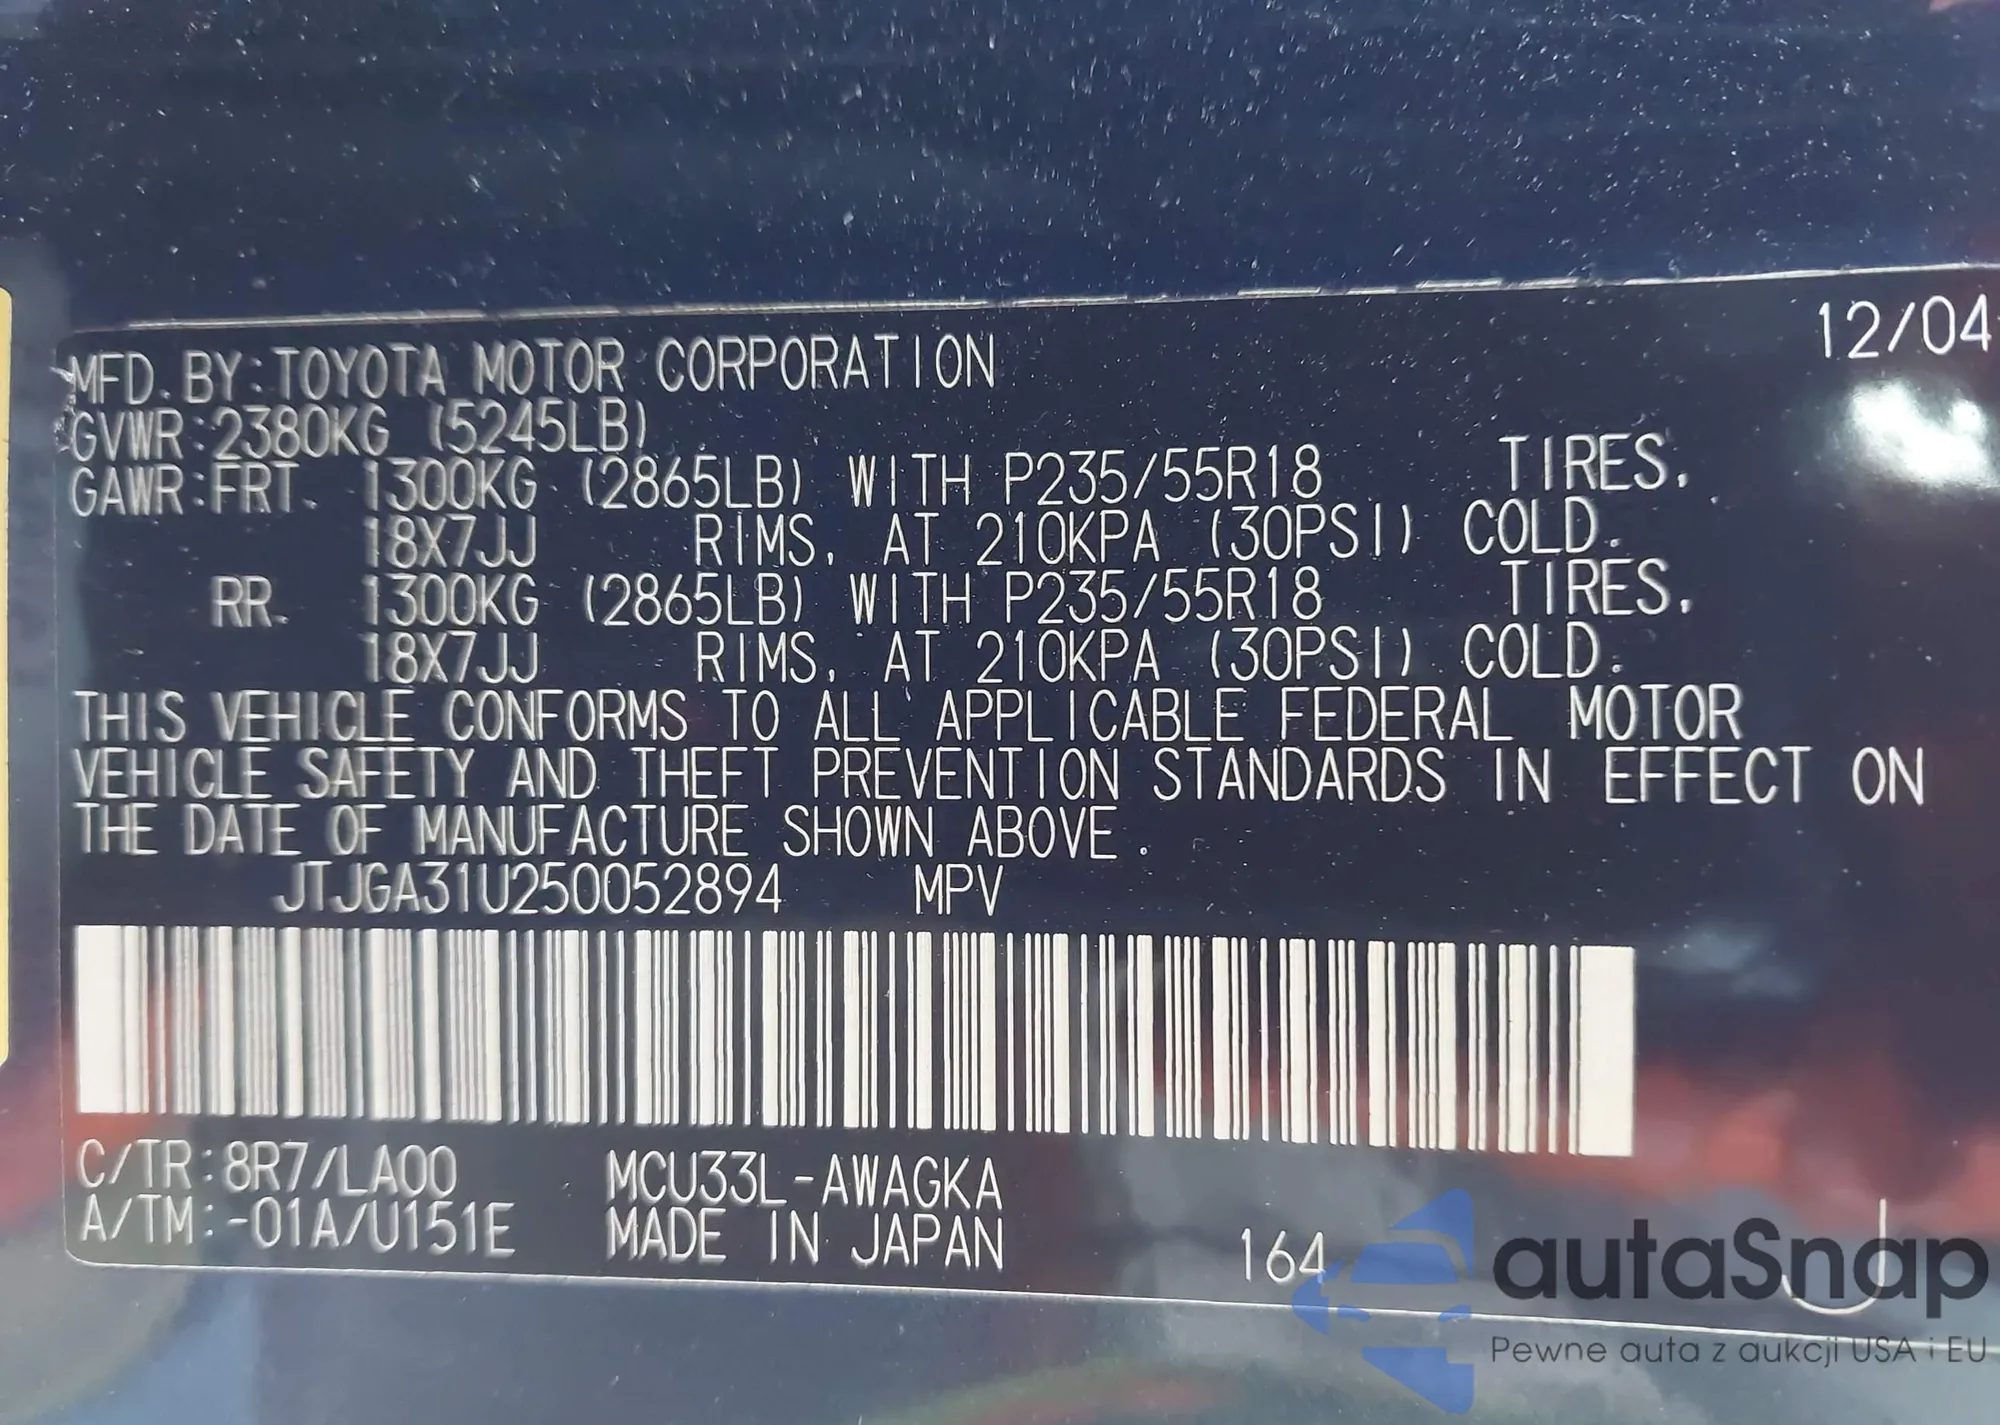 12/04
MFD. BY: TOYOTA MOTOR CORPORATION
GVWR: 2380KG (5245LB)
GAWR: FRT. 1300KG (2865LB) WITH P235/55R18 TIRES,
18X7JJ RIMS, AT 210KPA (30PSI) COLD.
RR. 1300KG (2865LB) WITH P235/55R18 TIRES,
18X7JJ RIMS, AT 210KPA (30PSI) COLD.
THIS VEHICLE CONFORMS TO ALL APPLICABLE FEDERAL MOTOR
VEHICLE SAFETY AND THEFT PREVENTION STANDARDS IN EFFECT ON
THE DATE OF MANUFACTURE SHOWN ABOVE.
JTJGA31U250052894 MPV
C/TR: 8R7/LA00 MCU33L-AWAGKA
A/TM: -01A/U151E MADE IN JAPAN 164 J
autaSnap
Pewne auta z aukcji USA i EU